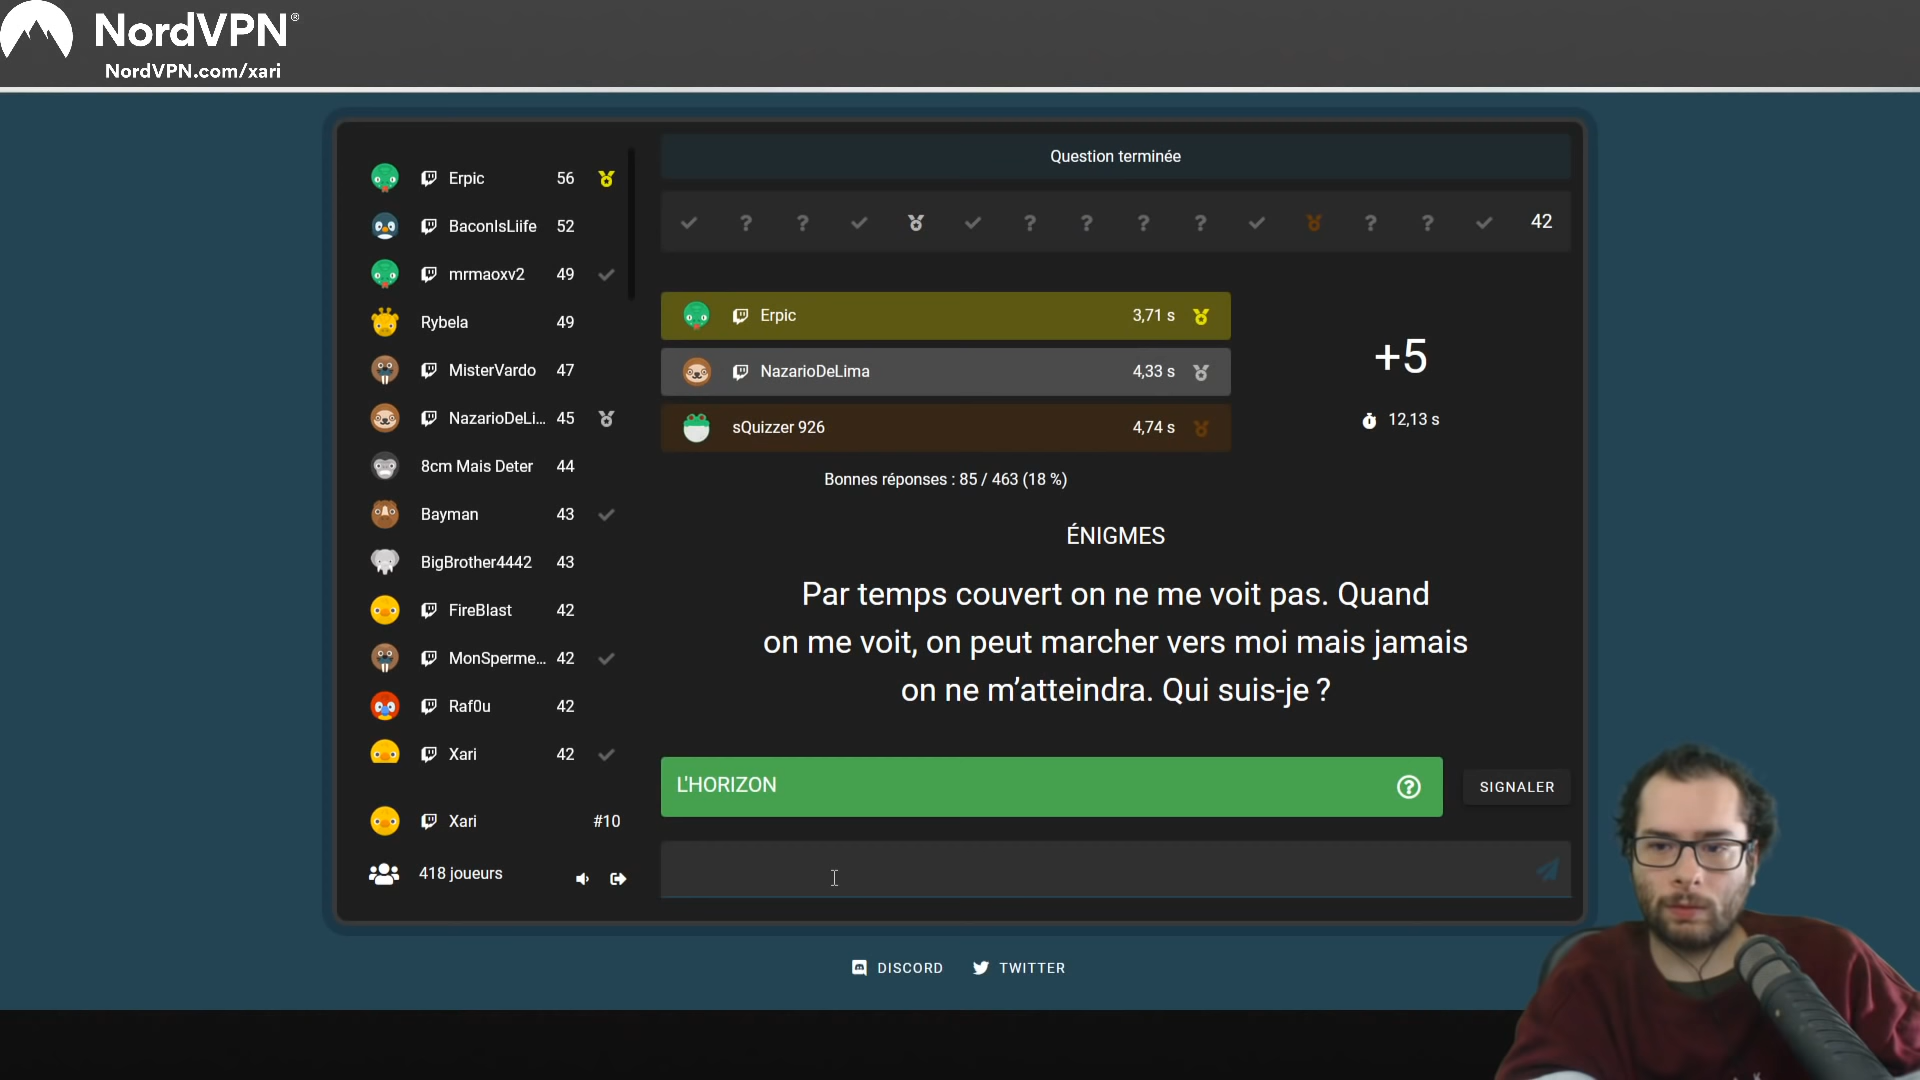 NordVPN®
NordVPN.com/xari
Question terminée
42
Erpic 56
BaconIsLiife 52
mrmaoxv2 49
Rybela 49
MisterVardo 47
NazarioDeLi... 45
8cm Mais Deter 44
Bayman 43
BigBrother4442 43
FireBlast 42
MonSperme... 42
Raf0u 42
Xari 42
Xari #10
418 joueurs
Erpic 3,71 s
NazarioDeLima 4,33 s
sQuizzer 926 4,74 s
+5
12,13 s
Bonnes réponses : 85 / 463 (18 %)
ÉNIGMES
Par temps couvert on ne me voit pas. Quand
on me voit, on peut marcher vers moi mais jamais
on ne m’atteindra. Qui suis-je ?
L'HORIZON
SIGNALER
DISCORD TWITTER